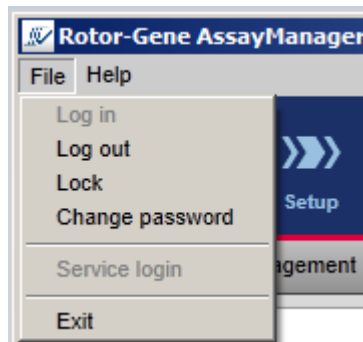 Rotor-Gene AssayManager
File Help
Log in
Log out
Lock
Change password
Setup
Service login
agement
Exit